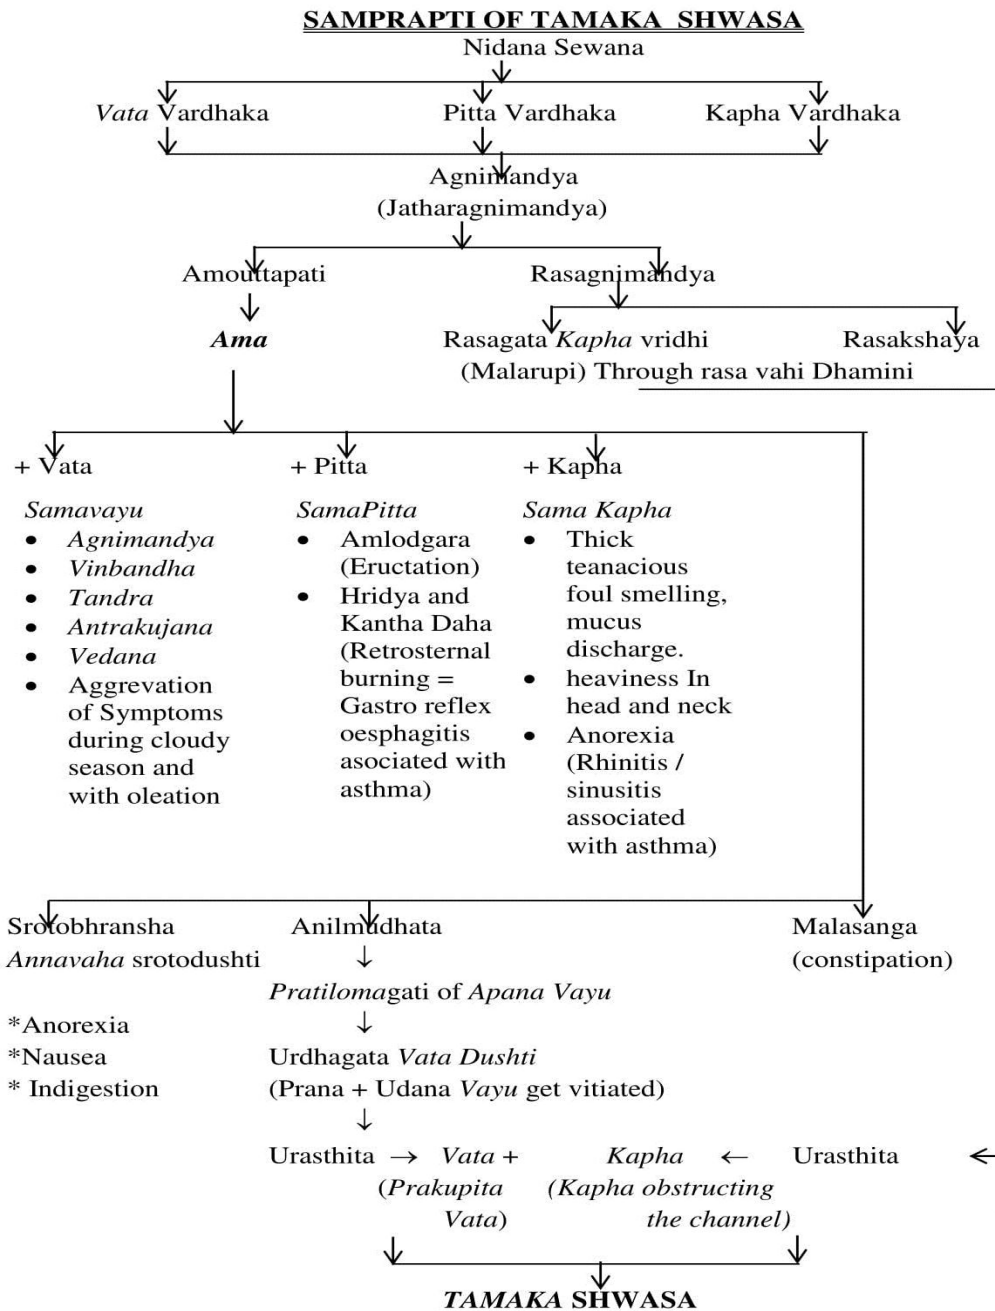 SAMPRAPTI OF TAMAKA SHWASA
Nidana Sewana
Vata Vardhaka Pitta Vardhaka Kapha Vardhaka
Agnimandya
(Jatharagnimandya)
Amouttapati Rasagnimandya
Ama Rasagata Kapha vridhi Rasakshaya
(Malarupi) Through rasa vahi Dhamini
+ Vata + Pitta + Kapha
Samavayu
• Agnimandya
• Vinbandha
• Tandra
• Antrakujana
• Vedana
• Aggrevation
of Symptoms
during cloudy
season and
with oleation
SamaPitta
• Amlodgara
(Eructation)
• Hridya and
Kantha Daha
(Retrosternal
burning =
Gastro reflex
oesphagitis
asociated with
asthma)
Sama Kapha
• Thick
teanacious
foul smelling,
mucus
discharge.
• heaviness In
head and neck
• Anorexia
(Rhinitis /
sinusitis
associated
with asthma)
Srotobhransha Anilmudhata Malasanga
Annavaha srotodushti ↓ (constipation)
Pratilomagati of Apana Vayu
*Anorexia ↓
*Nausea Urdhagata Vata Dushti
* Indigestion (Prana + Udana Vayu get vitiated)
↓
Urasthita → Vata + Kapha ← Urasthita ←
(Prakupita (Kapha obstructing
Vata) the channel)
TAMAKA SHWASA